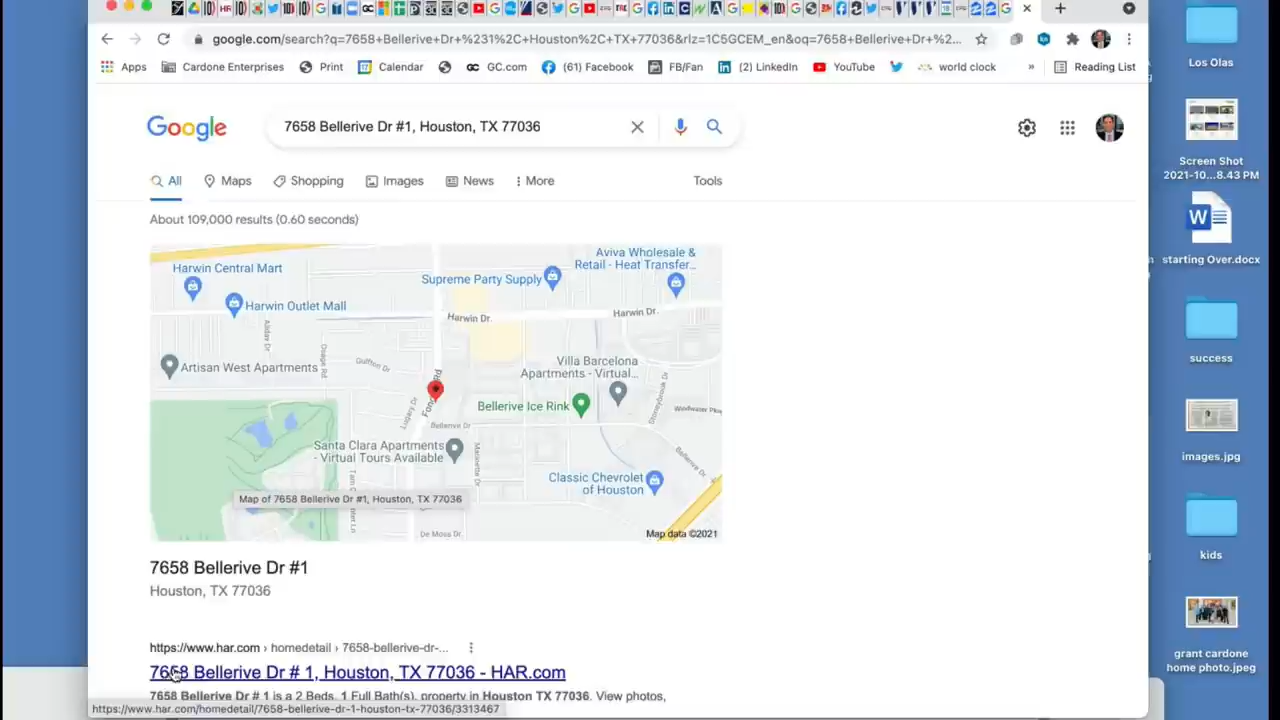 google.com/search?q=7658+Bellerive+Dr+%231%2C+Houston%2C+TX+77036&rlz=1C5GCEM_en&oq=7658+Bellerive+Dr+%2...
Apps
Cardone Enterprises
Print
Calendar
GC.com
(61) Facebook
FB/Fan
(2) LinkedIn
YouTube
world clock
»
Reading List
Google
7658 Bellerive Dr #1, Houston, TX 77036
All
Maps
Shopping
Images
News
More
Tools
About 109,000 results (0.60 seconds)
Harwin Central Mart
Supreme Party Supply
Aviva Wholesale &
Retail - Heat Transfer...
Harwin Outlet Mall
Harwin Dr.
Harwin Dr.
Artisan West Apartments
Villa Barcelona
Apartments - Virtual...
Bellerive Ice Rink
Bellerive Dr
Santa Clara Apartments
- Virtual Tours Available
Classic Chevrolet
of Houston
Bellerive Dr
Map of 7658 Bellerive Dr #1, Houston, TX 77036
De Moss Dr.
Map data ©2021
7658 Bellerive Dr #1
Houston, TX 77036
https://www.har.com › homedetail › 7658-bellerive-dr-...
7658 Bellerive Dr # 1, Houston, TX 77036 - HAR.com
7658 Bellerive Dr # 1 is a 2 Beds, 1 Full Bath(s), property in Houston TX 77036. View photos,
https://www.har.com/homedetail/7658-bellerive-dr-1-houston-tx-77036/3313467
Los Olas
Screen Shot
2021-10...8.43 PM
starting Over.docx
success
images.jpg
kids
grant cardone
home photo.jpeg